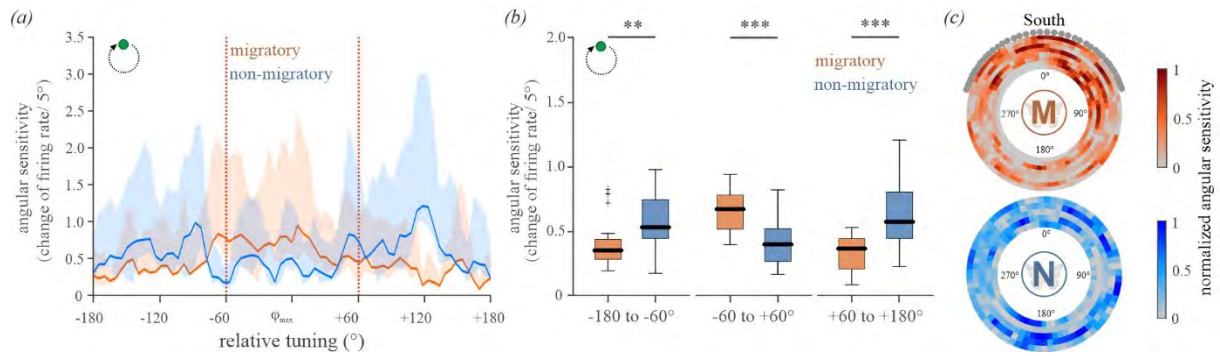 (a)
angular sensitivity
(change of firing rate/ 5°)
3.5
3.0
2.5
2.0
1.5
1.0
0.5
0
migratory
non-migratory
-180
-120
-60
φmax
+60
+120
+180
relative tuning (°)
(b)
angular sensitivity
(change of firing rate/ 5°)
2.0
1.5
1.0
0.5
0
**
***
***
migratory
non-migratory
-180 to -60°
-60 to +60°
+60 to +180°
(c)
South
0°
270°
M
90°
180°
0°
270°
N
90°
180°
1
0.5
0
1
0.5
0
normalized angular sensitivity